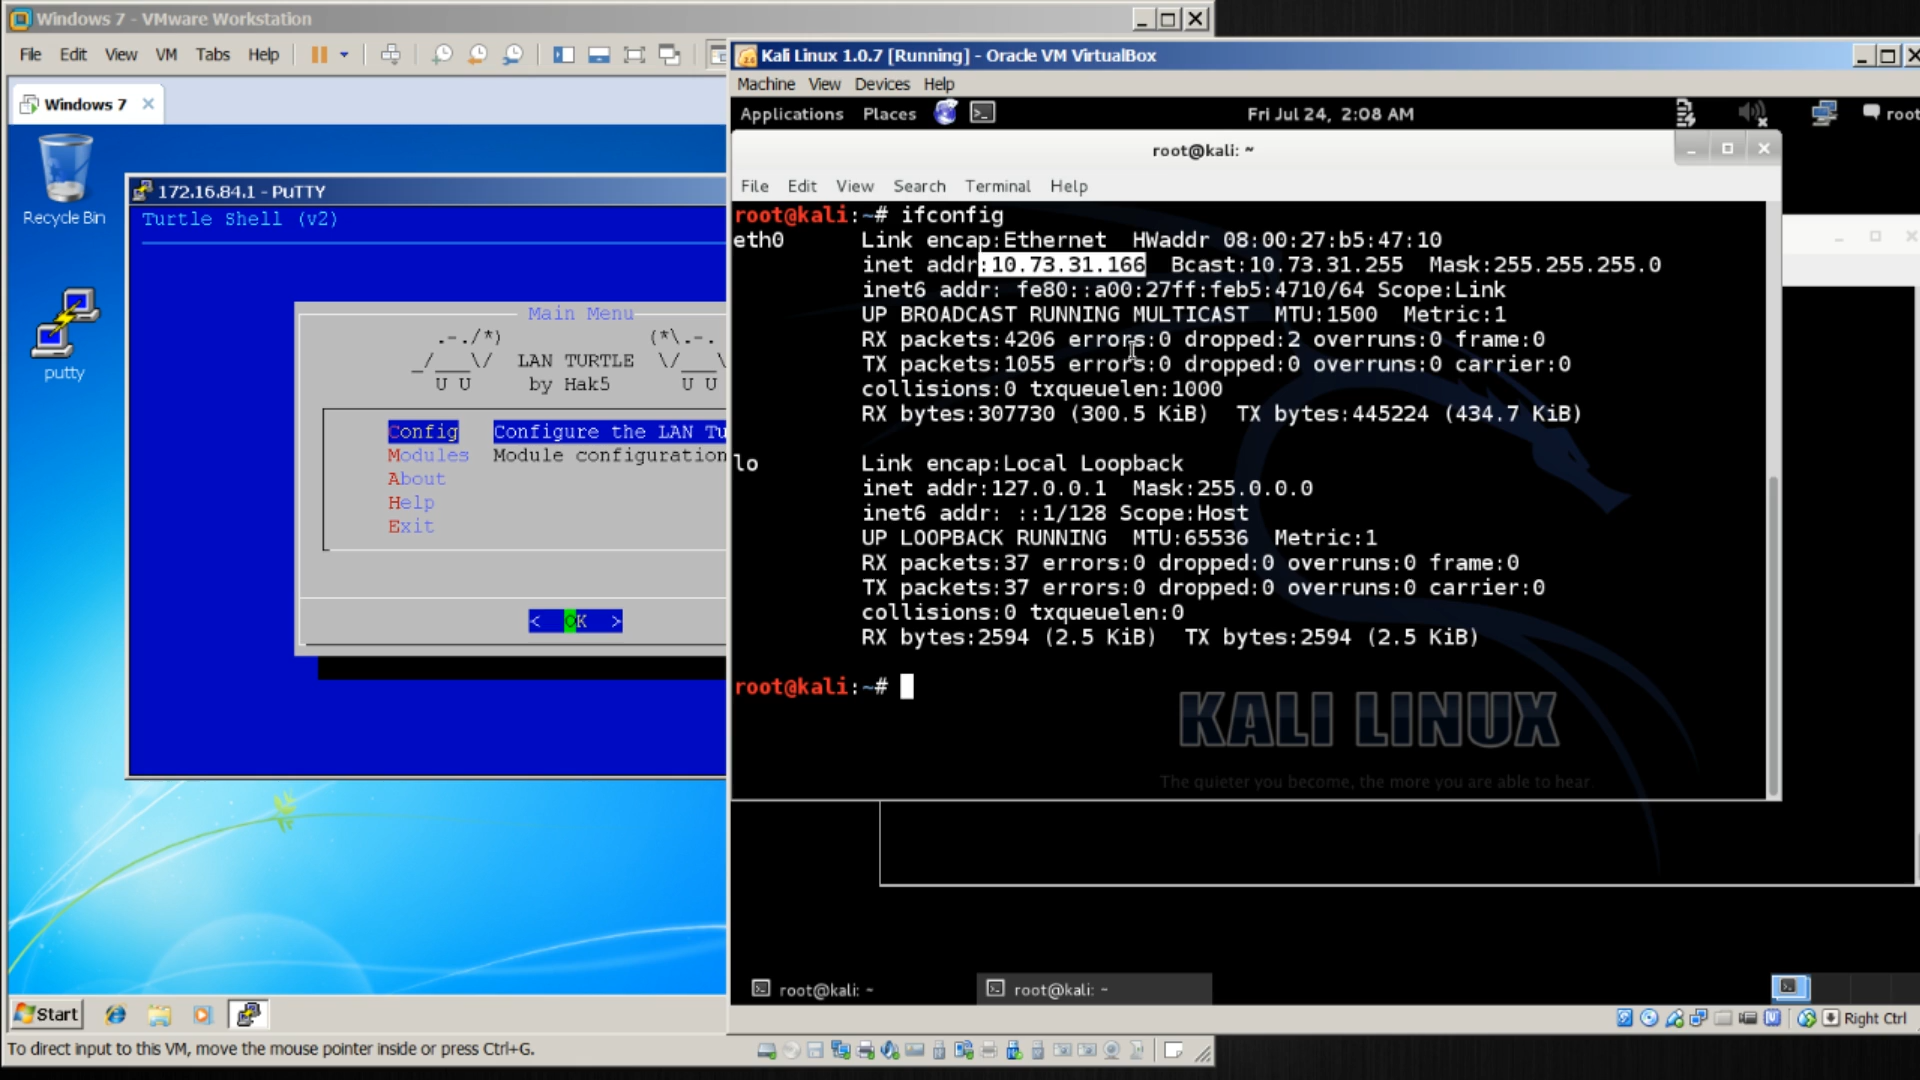 Windows 7 - VMware Workstation
File Edit View VM Tabs Help
Windows 7
Recycle Bin
putty
172.16.84.1 - PuTTY
Turtle Shell (v2)
Main Menu
.-./*) (*\.-.
_/___\/ LAN TURTLE \/___\
U U by Hak5 U U
Config Configure the LAN Tu
Modules Module configuration
About
Help
Exit
< OK >
Start
To direct input to this VM, move the mouse pointer inside or press Ctrl+G.
Kali Linux 1.0.7 [Running] - Oracle VM VirtualBox
Machine View Devices Help
Applications Places Fri Jul 24, 2:08 AM root
root@kali: ~
File Edit View Search Terminal Help
root@kali:~# ifconfig
eth0 Link encap:Ethernet HWaddr 08:00:27:b5:47:10
inet addr:10.73.31.166 Bcast:10.73.31.255 Mask:255.255.255.0
inet6 addr: fe80::a00:27ff:feb5:4710/64 Scope:Link
UP BROADCAST RUNNING MULTICAST MTU:1500 Metric:1
RX packets:4206 errors:0 dropped:2 overruns:0 frame:0
TX packets:1055 errors:0 dropped:0 overruns:0 carrier:0
collisions:0 txqueuelen:1000
RX bytes:307730 (300.5 KiB) TX bytes:445224 (434.7 KiB)
lo Link encap:Local Loopback
inet addr:127.0.0.1 Mask:255.0.0.0
inet6 addr: ::1/128 Scope:Host
UP LOOPBACK RUNNING MTU:65536 Metric:1
RX packets:37 errors:0 dropped:0 overruns:0 frame:0
TX packets:37 errors:0 dropped:0 overruns:0 carrier:0
collisions:0 txqueuelen:0
RX bytes:2594 (2.5 KiB) TX bytes:2594 (2.5 KiB)
root@kali:~#
KALI LINUX
The quieter you become, the more you are able to hear.
root@kali: ~ root@kali: ~
Right Ctrl